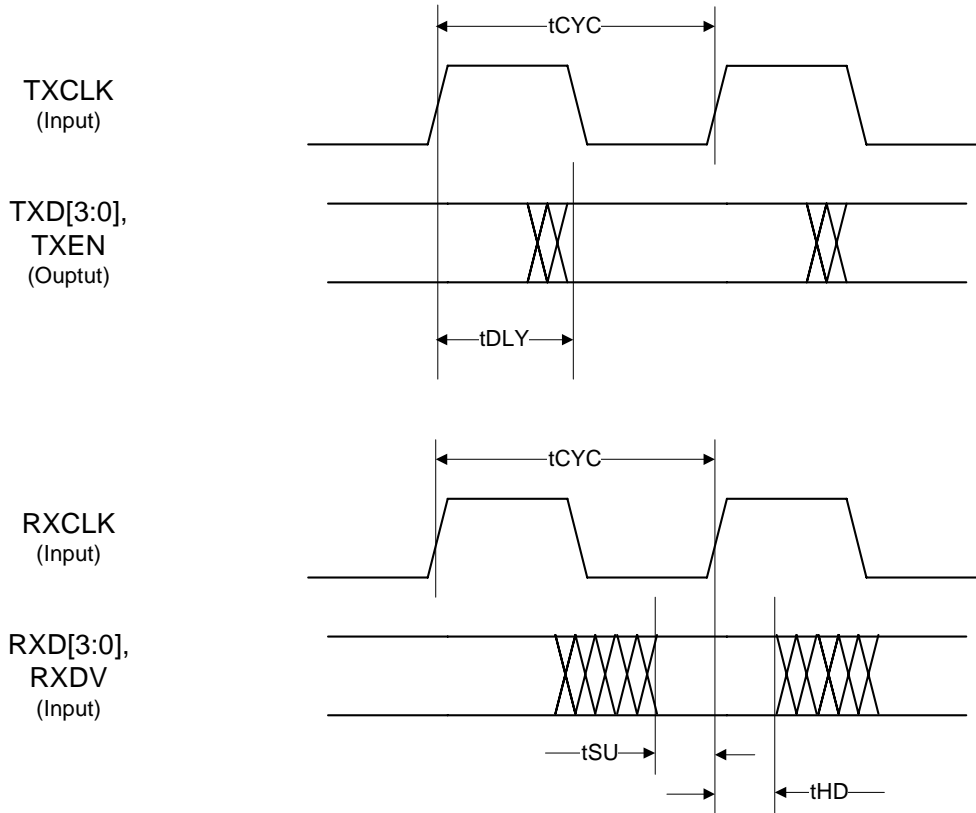 tCYC
TXCLK
(Input)
TXD[3:0],
TXEN
(Ouptut)
tDLY
tCYC
RXCLK
(Input)
RXD[3:0],
RXDV
(Input)
tSU
tHD